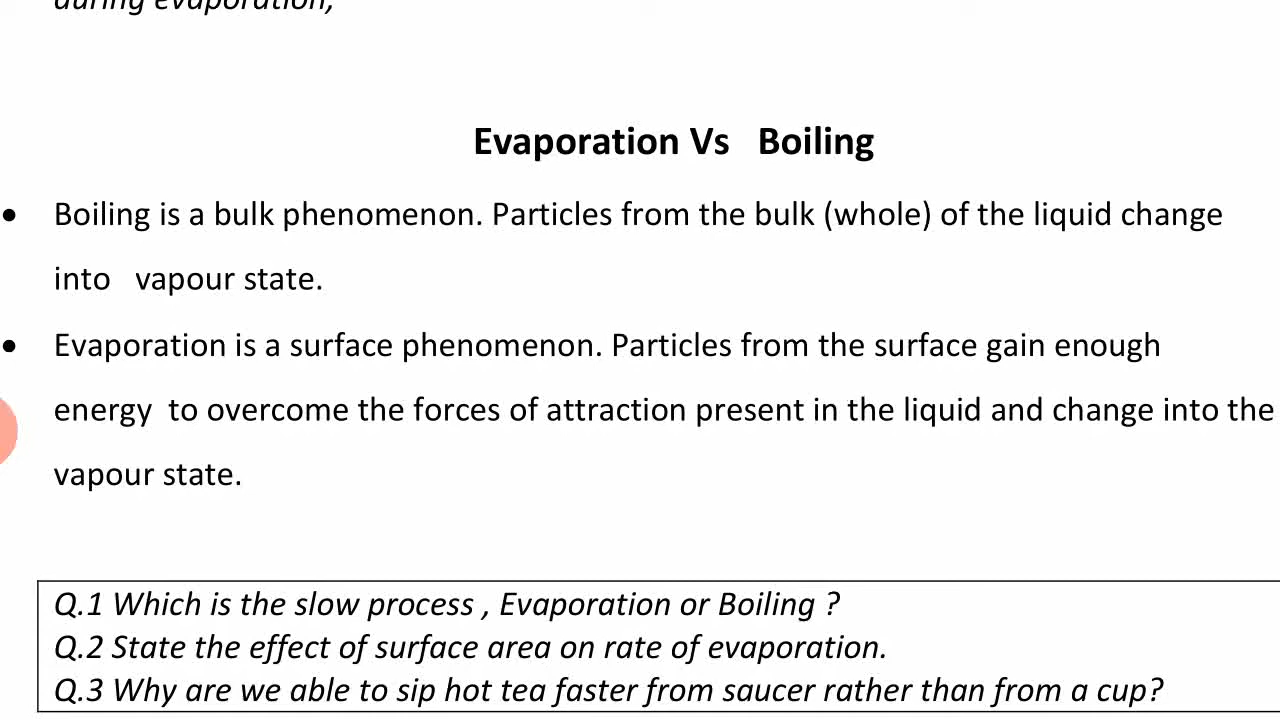 during evaporation,
Evaporation Vs Boiling
• Boiling is a bulk phenomenon. Particles from the bulk (whole) of the liquid change
into vapour state.
• Evaporation is a surface phenomenon. Particles from the surface gain enough
energy to overcome the forces of attraction present in the liquid and change into the
vapour state.
Q.1 Which is the slow process , Evaporation or Boiling ?
Q.2 State the effect of surface area on rate of evaporation.
Q.3 Why are we able to sip hot tea faster from saucer rather than from a cup?